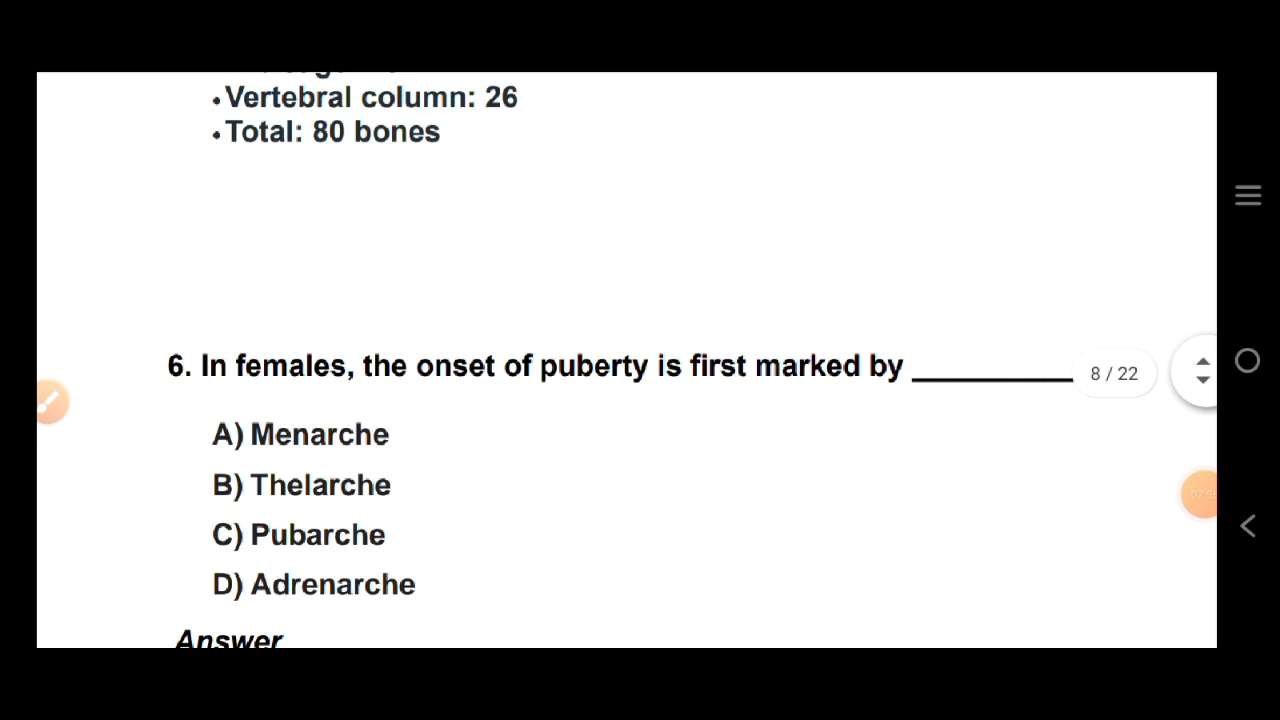 •Vertebral column: 26
•Total: 80 bones
6. In females, the onset of puberty is first marked by __________
8 / 22
A) Menarche
B) Thelarche
C) Pubarche
D) Adrenarche
Answer